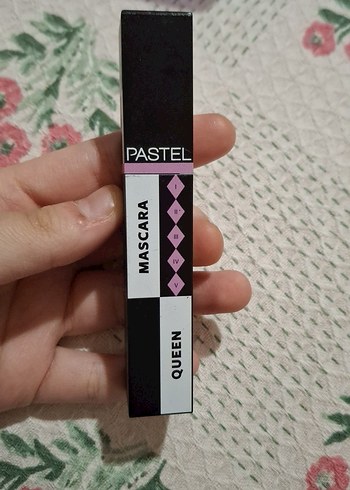 PASTEL
MASCARA
I
II
III
IV
V
QUEEN